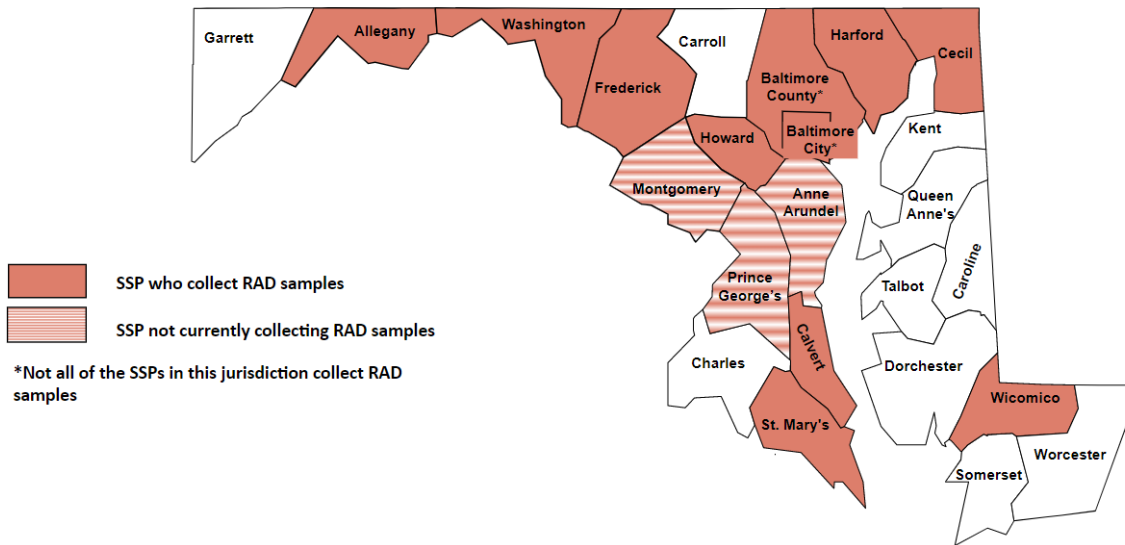 Garrett
Allegany
Washington
Frederick
Carroll
Baltimore
County*
Harford
Cecil
Howard
Baltimore
City*
Kent
Montgomery
Anne
Arundel
Queen
Anne's
Prince
George's
Talbot
Caroline
SSP who collect RAD samples
SSP not currently collecting RAD samples
*Not all of the SSPs in this jurisdiction collect RAD
samples
Charles
Calvert
Dorchester
St. Mary's
Wicomico
Somerset
Worcester